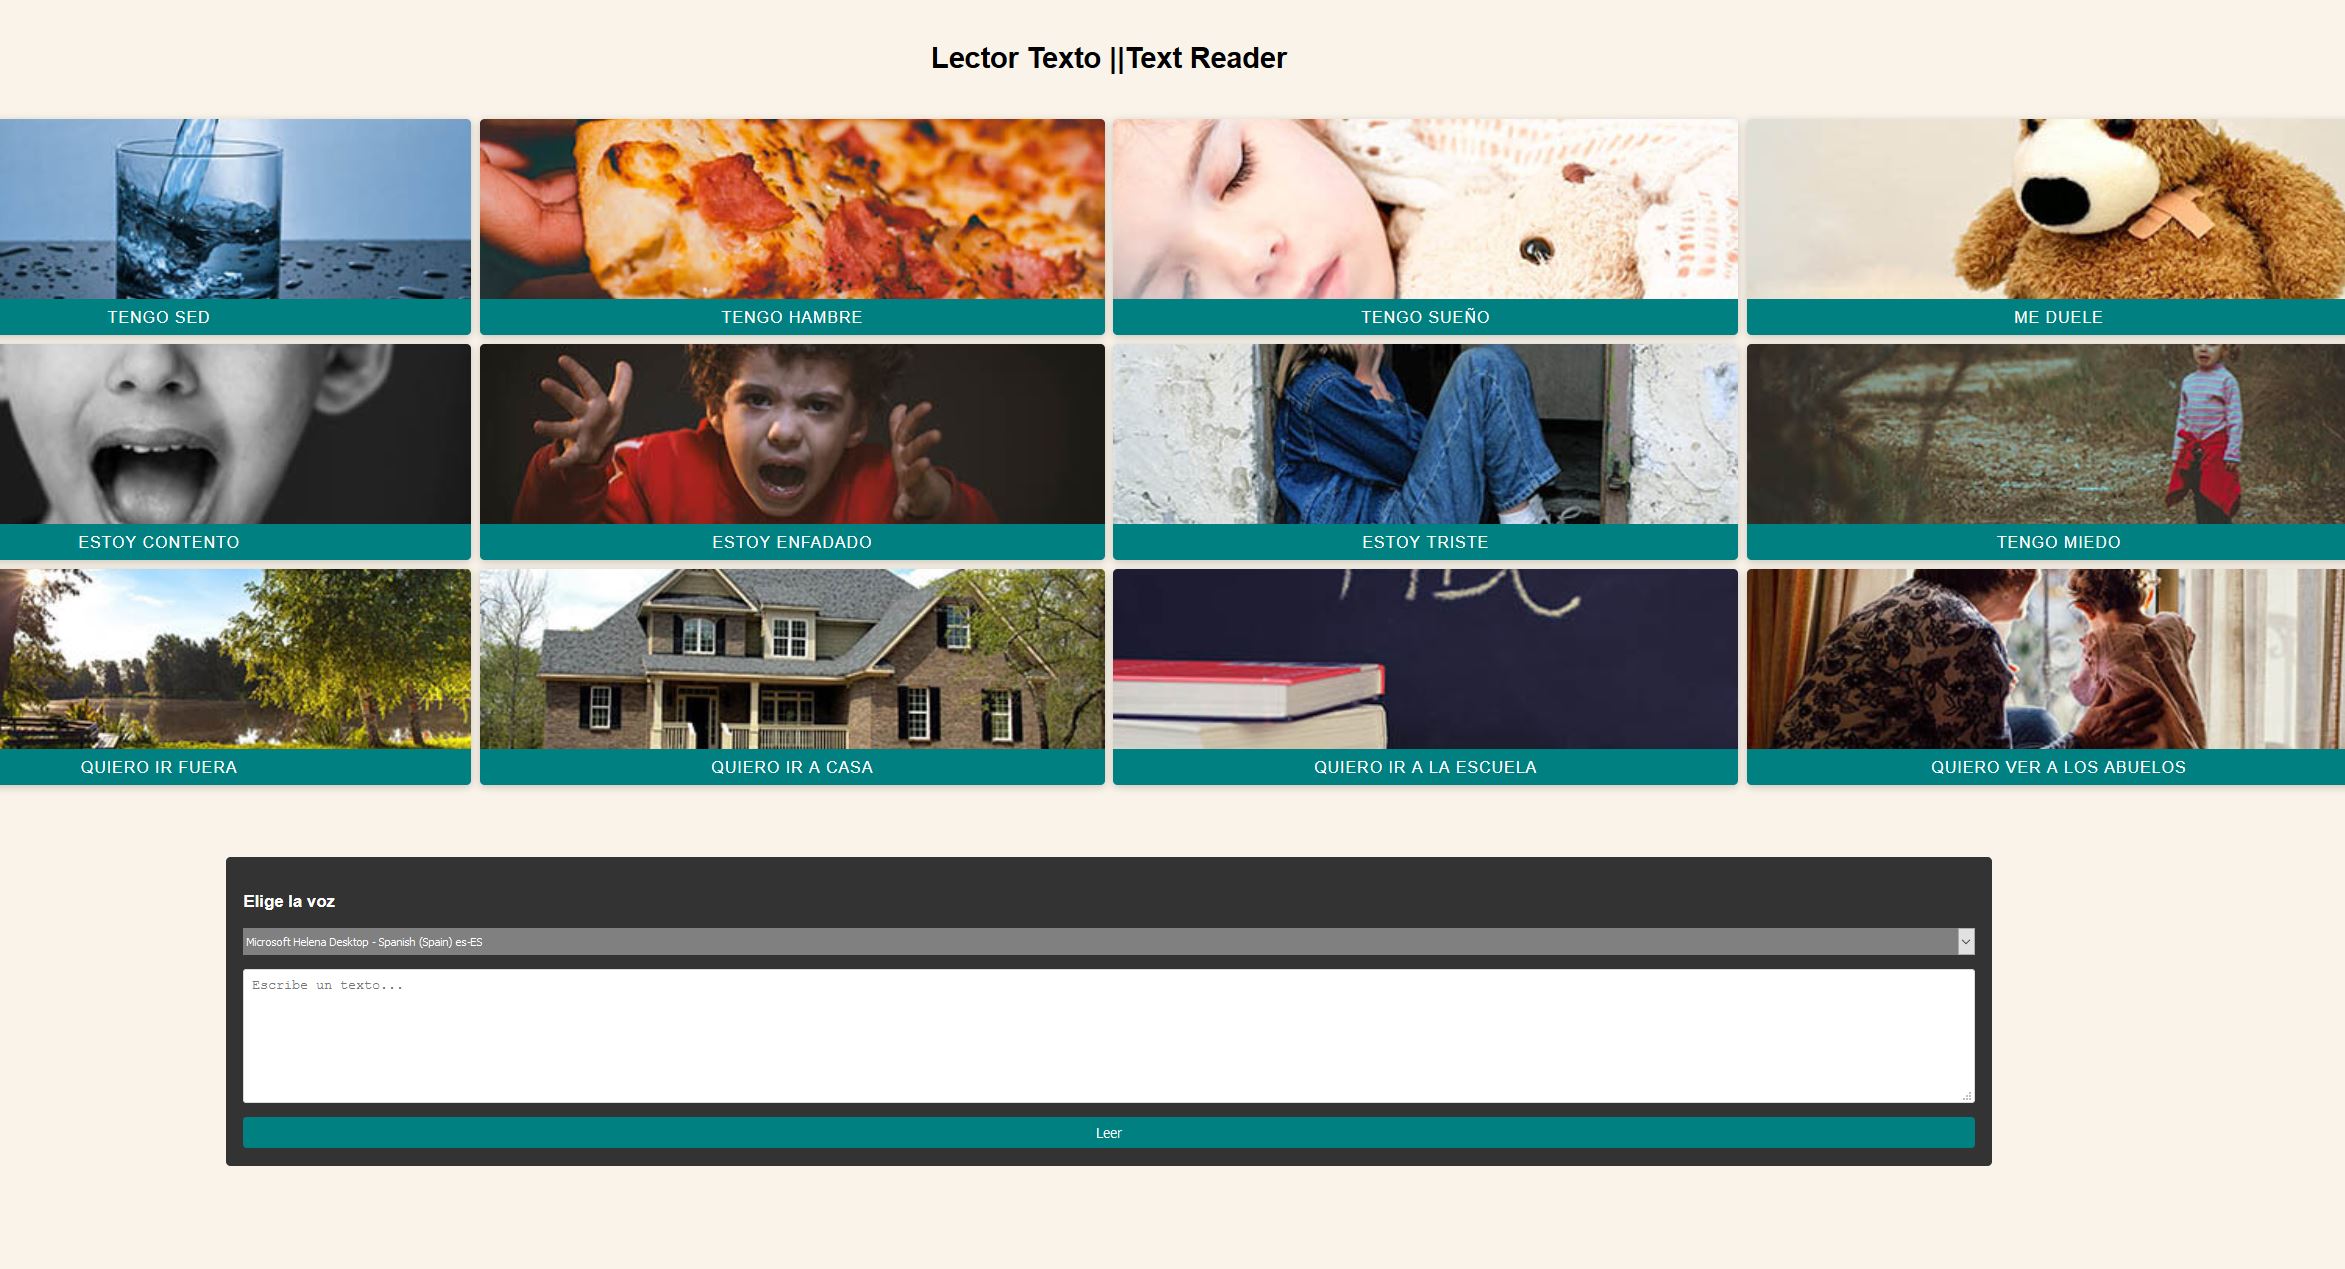 Lector Texto ||Text Reader
TENGO SED
TENGO HAMBRE
TENGO SUEÑO
ME DUELE
ESTOY CONTENTO
ESTOY ENFADADO
ESTOY TRISTE
TENGO MIEDO
ABC
QUIERO IR FUERA
QUIERO IR A CASA
QUIERO IR A LA ESCUELA
QUIERO VER A LOS ABUELOS
Elige la voz
Microsoft Helena Desktop - Spanish (Spain) es-ES
Escribe un texto...
Leer